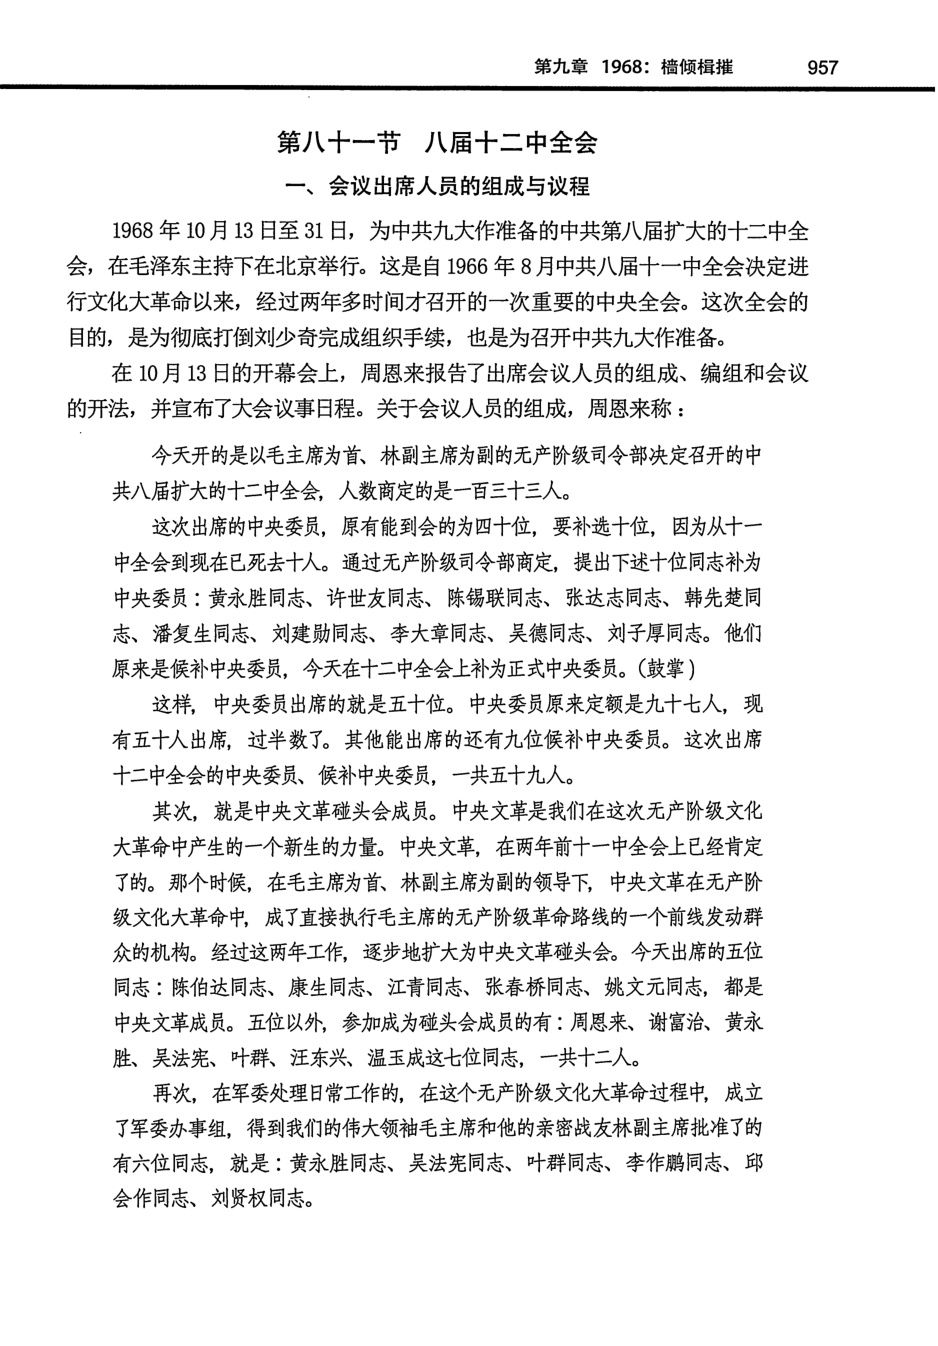 第九章 1968：樯倾楫摧 957
第八十一节 八届十二中全会
一、会议出席人员的组成与议程
1968 年 10 月 13 日至 31 日，为中共九大作准备的中共第八届扩大的十二中全
会，在毛泽东主持下在北京举行。这是自 1966 年 8 月中共八届十一中全会决定进
行文化大革命以来，经过两年多时间才召开的一次重要的中央全会。这次全会的
目的，是为彻底打倒刘少奇完成组织手续，也是为召开中共九大作准备。
在 10 月 13 日的开幕会上，周恩来报告了出席会议人员的组成、编组和会议
的开法，并宣布了大会议事日程。关于会议人员的组成，周恩来称：
今天开的是以毛主席为首、林副主席为副的无产阶级司令部决定召开的中
共八届扩大的十二中全会，人数商定的是一百三十三人。
这次出席的中央委员，原有能到会的为四十位，要补选十位，因为从十一
中全会到现在已死去十人。通过无产阶级司令部商定，提出下述十位同志补为
中央委员：黄永胜同志、许世友同志、陈锡联同志、张达志同志、韩先楚同
志、潘复生同志、刘建勋同志、李大章同志、吴德同志、刘子厚同志。他们
原来是候补中央委员，今天在十二中全会上补为正式中央委员。（鼓掌）
这样，中央委员出席的就是五十位。中央委员原来定额是九十七人，现
有五十人出席，过半数了。其他能出席的还有九位候补中央委员。这次出席
十二中全会的中央委员、候补中央委员，一共五十九人。
其次，就是中央文革碰头会成员。中央文革是我们在这次无产阶级文化
大革命中产生的一个新生的力量。中央文革，在两年前十一中全会上已经肯定
了的。那个时候，在毛主席为首、林副主席为副的领导下，中央文革在无产阶
级文化大革命中，成了直接执行毛主席的无产阶级革命路线的一个前线发动群
众的机构。经过这两年工作，逐步地扩大为中央文革碰头会。今天出席的五位
同志：陈伯达同志、康生同志、江青同志、张春桥同志、姚文元同志，都是
中央文革成员。五位以外，参加成为碰头会成员的有：周恩来、谢富治、黄永
胜、吴法宪、叶群、汪东兴、温玉成这七位同志，一共十二人。
再次，在军委处理日常工作的，在这个无产阶级文化大革命过程中，成立
了军委办事组，得到我们的伟大领袖毛主席和他的亲密战友林副主席批准了的
有六位同志，就是：黄永胜同志、吴法宪同志、叶群同志、李作鹏同志、邱
会作同志、刘贤权同志。